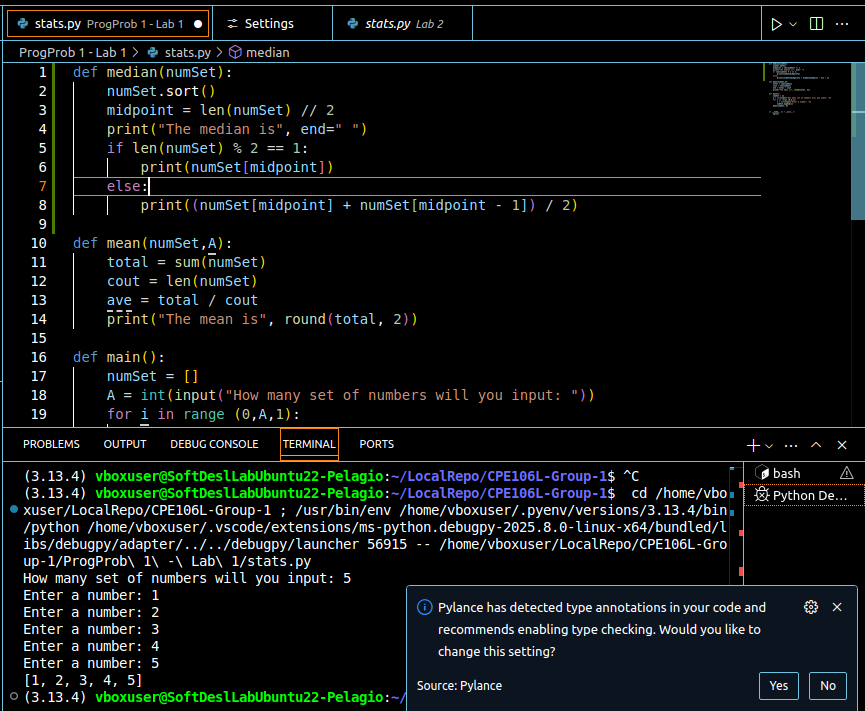 stats.py ProgProb 1 - Lab 1 ●
Settings
stats.py Lab 2
ProgProb 1 - Lab 1 > stats.py > median
1 def median(numSet):
2     numSet.sort()
3     midpoint = len(numSet) // 2
4     print("The median is", end=" ")
5     if len(numSet) % 2 == 1:
6         print(numSet[midpoint])
7     else:
8         print((numSet[midpoint] + numSet[midpoint - 1]) / 2)
9
10 def mean(numSet,A):
11     total = sum(numSet)
12     cout = len(numSet)
13     ave = total / cout
14     print("The mean is", round(total, 2))
15
16 def main():
17     numSet = []
18     A = int(input("How many set of numbers will you input: "))
19     for i in range (0,A,1):
PROBLEMS OUTPUT DEBUG CONSOLE TERMINAL PORTS
(3.13.4) vboxuser@SoftDeslLabUbuntu22-Pelagio:~/LocalRepo/CPE106L-Group-1$ ^C
(3.13.4) vboxuser@SoftDeslLabUbuntu22-Pelagio:~/LocalRepo/CPE106L-Group-1$  cd /home/vbo
xuser/LocalRepo/CPE106L-Group-1 ; /usr/bin/env /home/vboxuser/.pyenv/versions/3.13.4/bin
/python /home/vboxuser/.vscode/extensions/ms-python.debugpy-2025.8.0-linux-x64/bundled/l
ibs/debugpy/adapter/../../debugpy/launcher 56915 -- /home/vboxuser/LocalRepo/CPE106L-Gro
up-1/ProgProb\ 1\ -\ Lab\ 1/stats.py
How many set of numbers will you input: 5
Enter a number: 1
Enter a number: 2
Enter a number: 3
Enter a number: 4
Enter a number: 5
[1, 2, 3, 4, 5]
(3.13.4) vboxuser@SoftDeslLabUbuntu22-Pelagio:~/
bash
Python De...
Pylance has detected type annotations in your code and
recommends enabling type checking. Would you like to
change this setting?
Source: Pylance
Yes
No